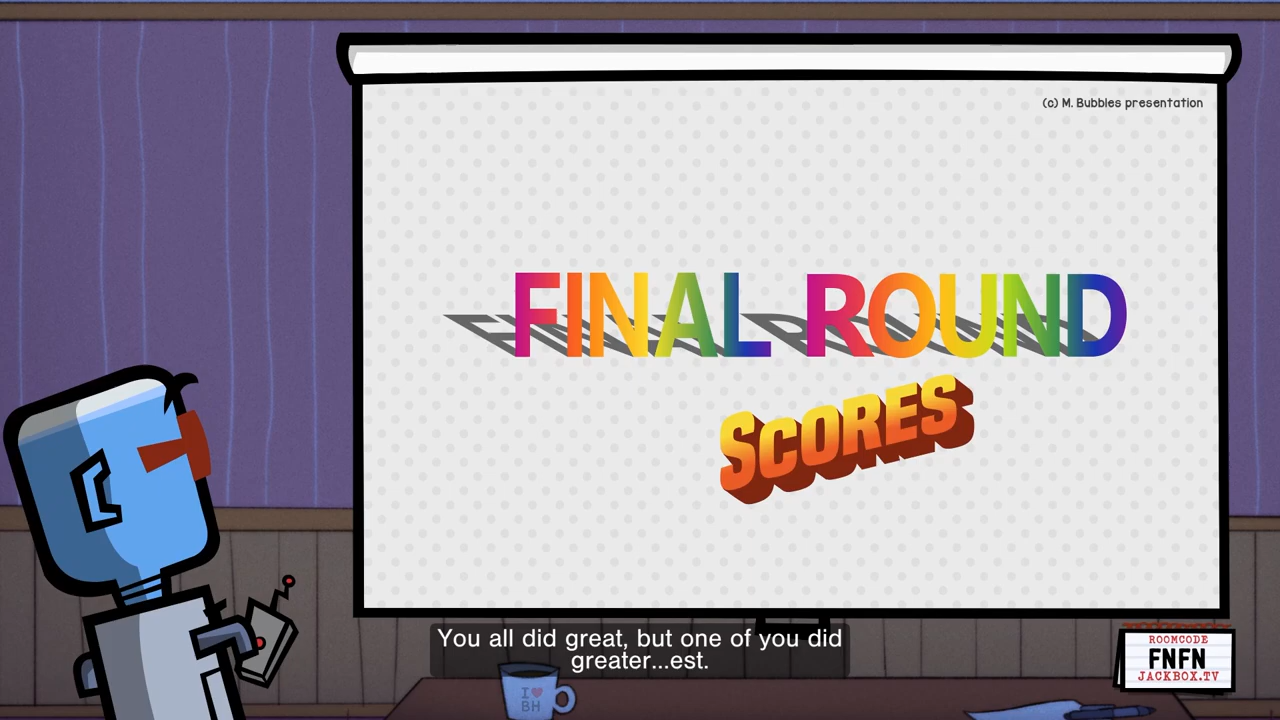 (c) M. Bubbles presentation
FINAL ROUND
SCORES
You all did great, but one of you did
greater...est.
I♥
BH
ROOMCODE
FNFN
JACKBOX.TV